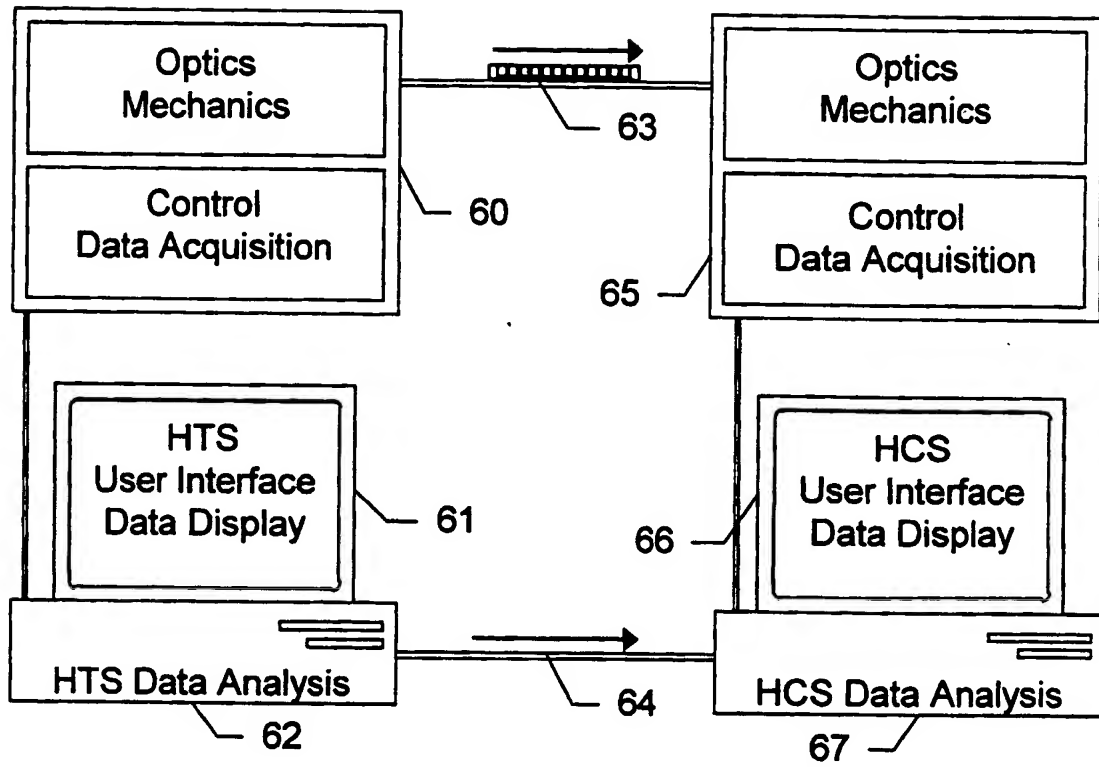 Optics
Mechanics
Control
Data Acquisition
60
63
Optics
Mechanics
Control
Data Acquisition
65
HTS
User Interface
Data Display
61
HTS Data Analysis
62
64
HCS
User Interface
Data Display
66
HCS Data Analysis
67